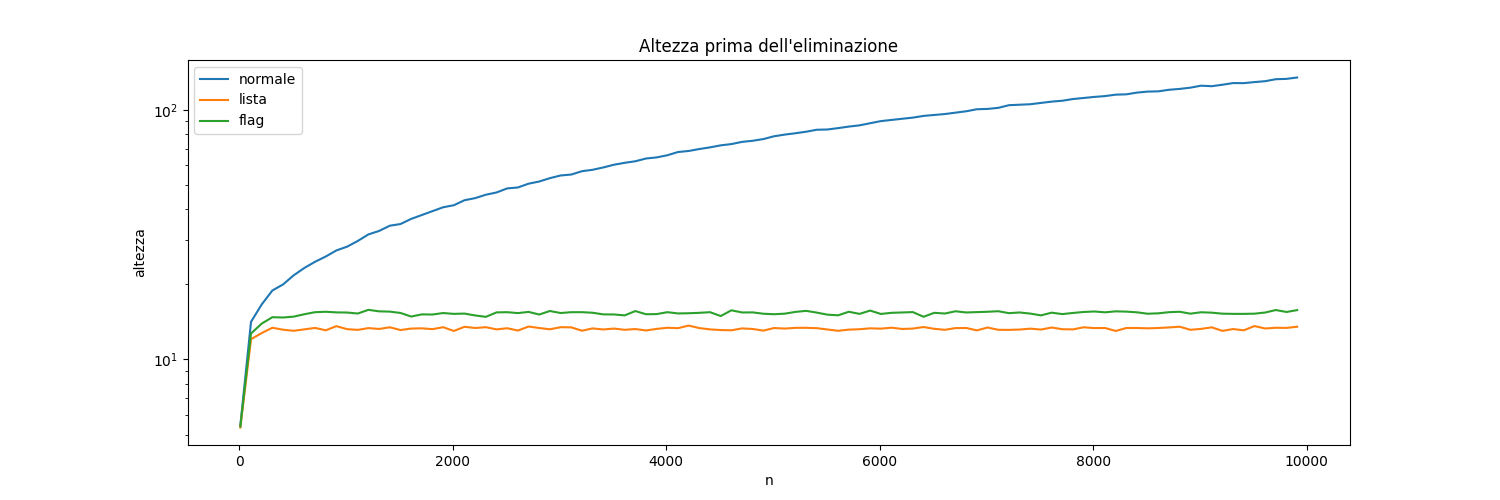 Altezza prima dell'eliminazione
normale
lista
flag
10²
10¹
altezza
0 2000 4000 6000 8000 10000
n